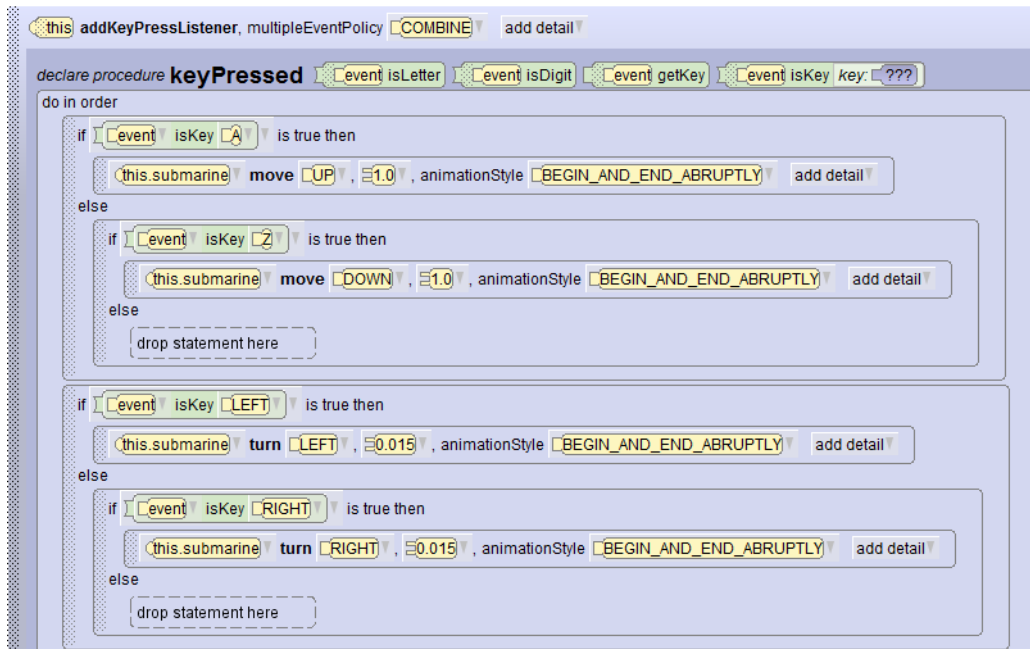 this addKeyPressListener, multipleEventPolicy COMBINE add detail
declare procedure keyPressed event isLetter event isDigit event getKey event isKey key: ???
do in order
if event isKey A is true then
this.submarine move UP , 1.0 , animationStyle BEGIN_AND_END_ABRUPTLY add detail
else
if event isKey Z is true then
this.submarine move DOWN , 1.0 , animationStyle BEGIN_AND_END_ABRUPTLY add detail
else
drop statement here
if event isKey LEFT is true then
this.submarine turn LEFT , 0.015 , animationStyle BEGIN_AND_END_ABRUPTLY add detail
else
if event isKey RIGHT is true then
this.submarine turn RIGHT , 0.015 , animationStyle BEGIN_AND_END_ABRUPTLY add detail
else
drop statement here